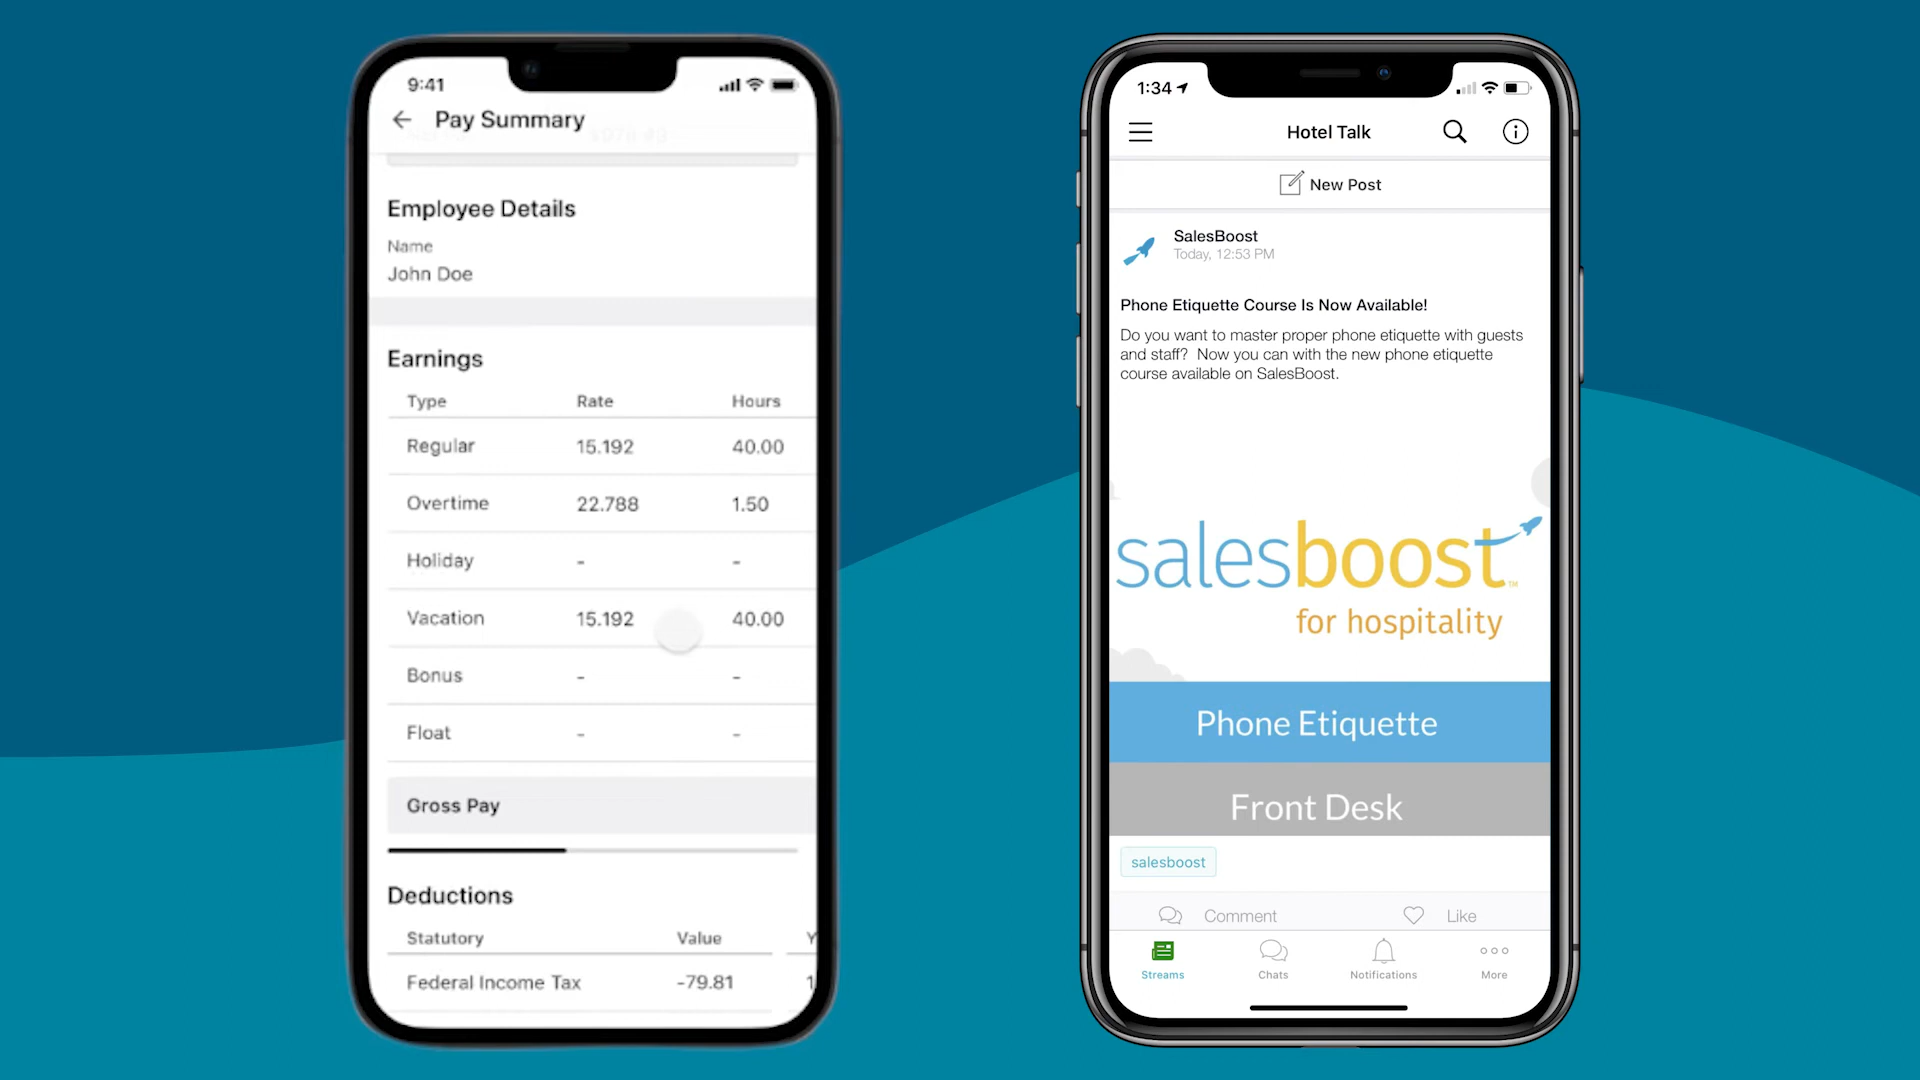 9:41
Pay Summary
Employee Details
Name
John Doe
Earnings
Type Rate Hours
Regular 15.192 40.00
Overtime 22.788 1.50
Holiday - -
Vacation 15.192 40.00
Bonus - -
Float - -
Gross Pay
Deductions
Statutory Value Y
Federal Income Tax -79.81 1
1:34
Hotel Talk
New Post
SalesBoost
Today, 12:53 PM
Phone Etiquette Course Is Now Available!
Do you want to master proper phone etiquette with guests
and staff?  Now you can with the new phone etiquette
course available on SalesBoost.
salesboost™
for hospitality
Phone Etiquette
Front Desk
salesboost
Comment Like
Streams Chats Notifications More